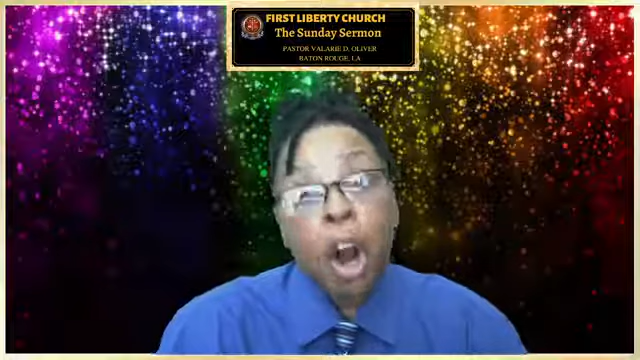 FIRST LIBERTY CHURCH
The Sunday Sermon
PASTOR VALARIE D. OLIVER
BATON ROUGE, LA